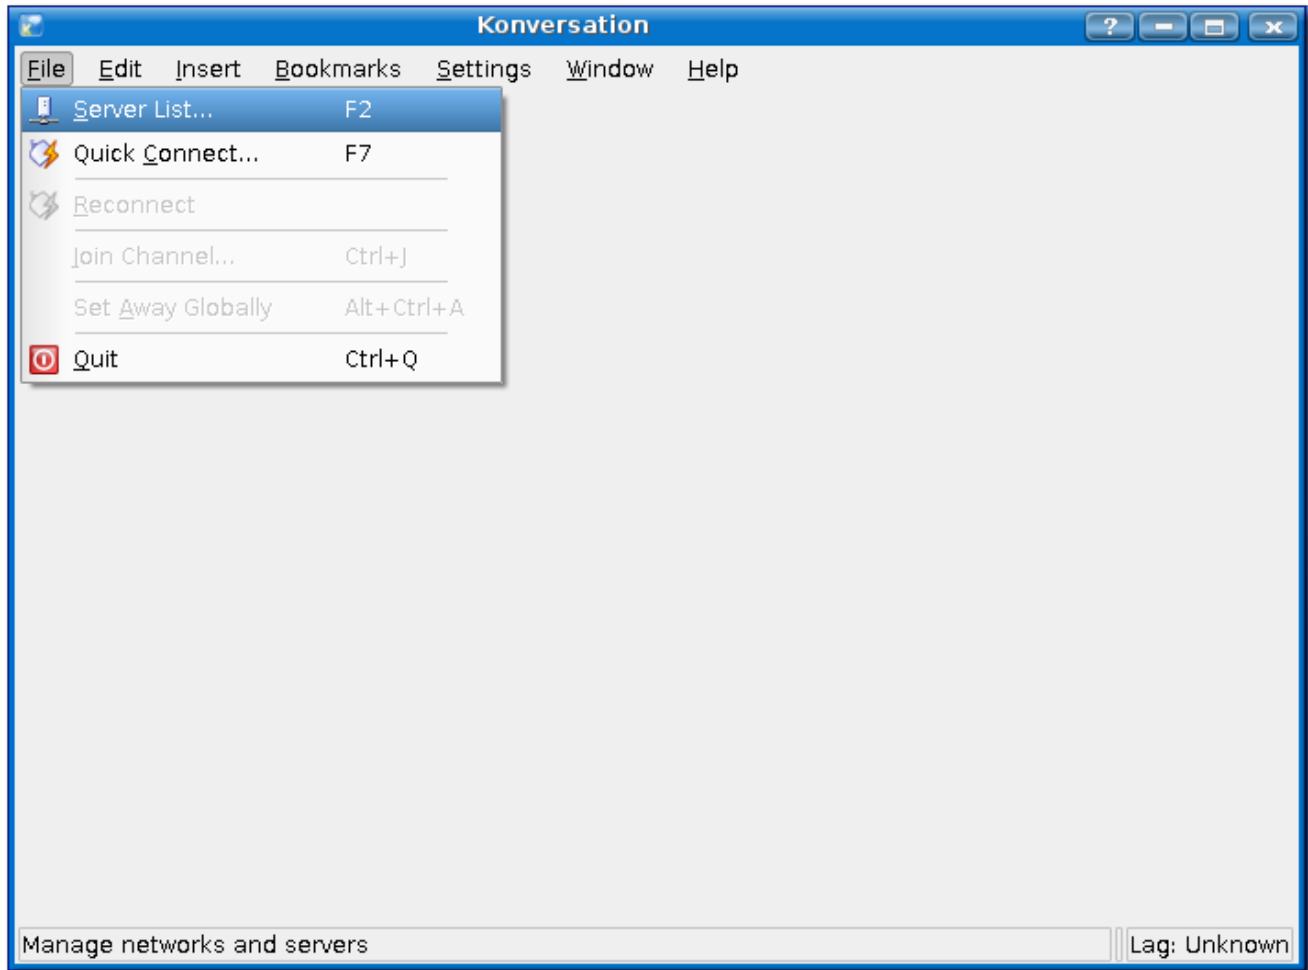 Konversation
File Edit Insert Bookmarks Settings Window Help
Server List... F2
Quick Connect... F7
Reconnect
Join Channel... Ctrl+J
Set Away Globally Alt+Ctrl+A
Quit Ctrl+Q
Manage networks and servers Lag: Unknown